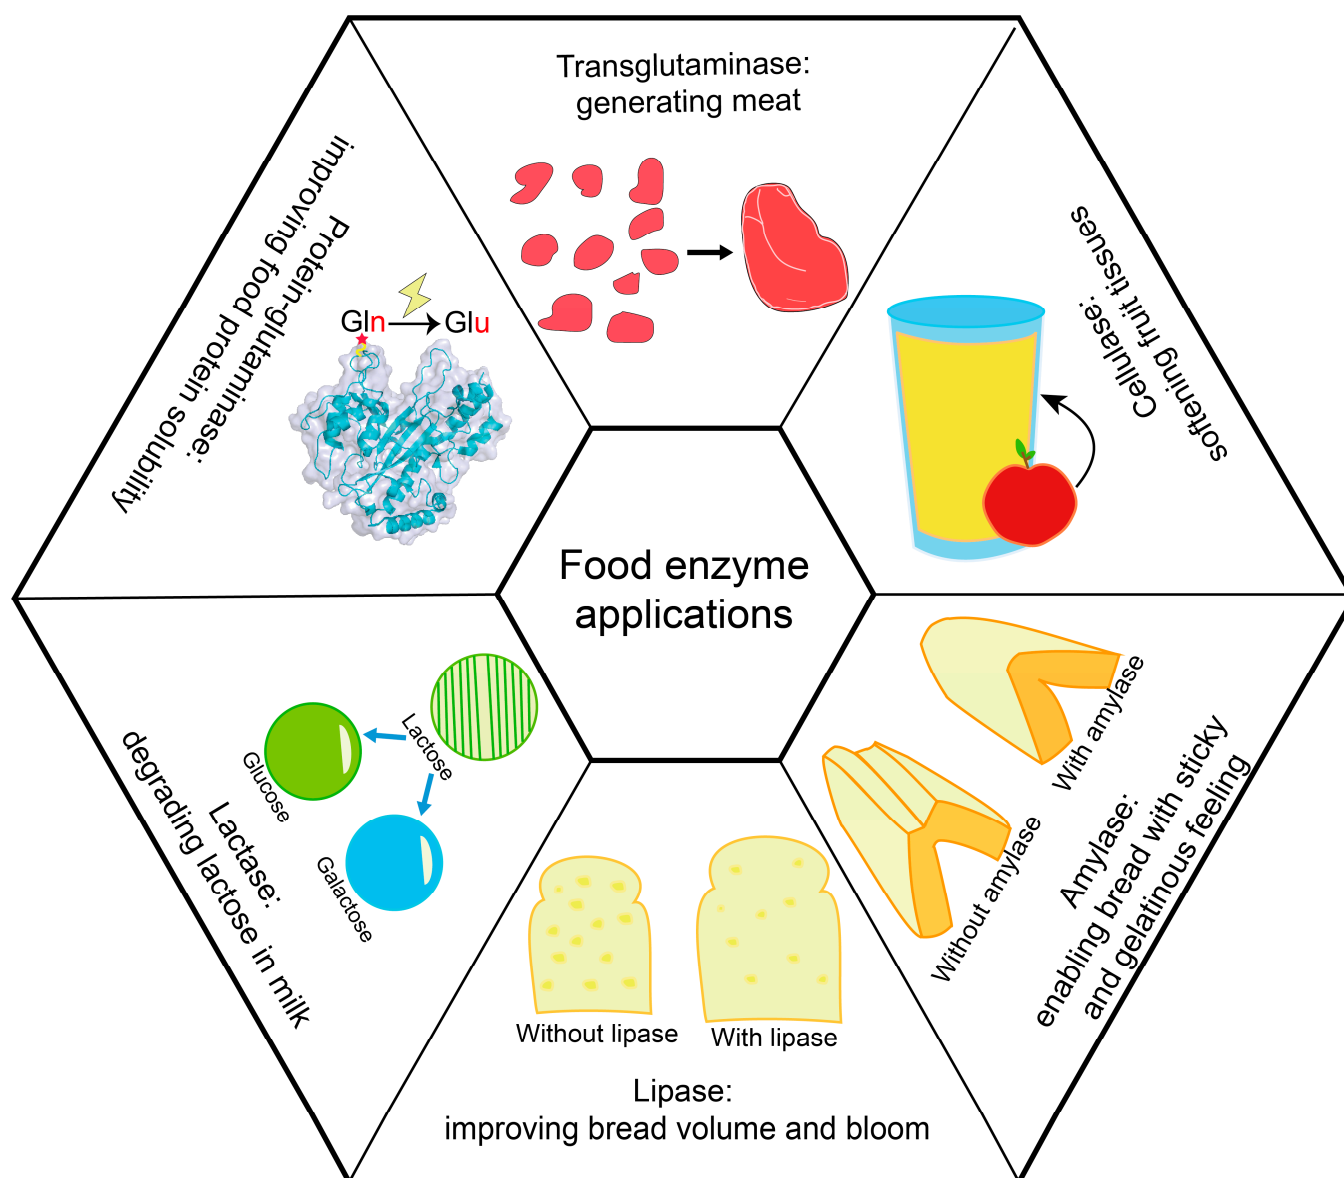 Transglutaminase:
generating meat
Cellulase:
softening fruit tissues
Protein-glutaminase:
improving food protein solubility
Gln
Glu
Food enzyme
applications
With amylase
Without amylase
Amylase:
enabling bread with sticky
and gelatinous feeling
Lactose
Glucose
Galactose
Lactase:
degrading lactose in milk
Without lipase
With lipase
Lipase:
improving bread volume and bloom